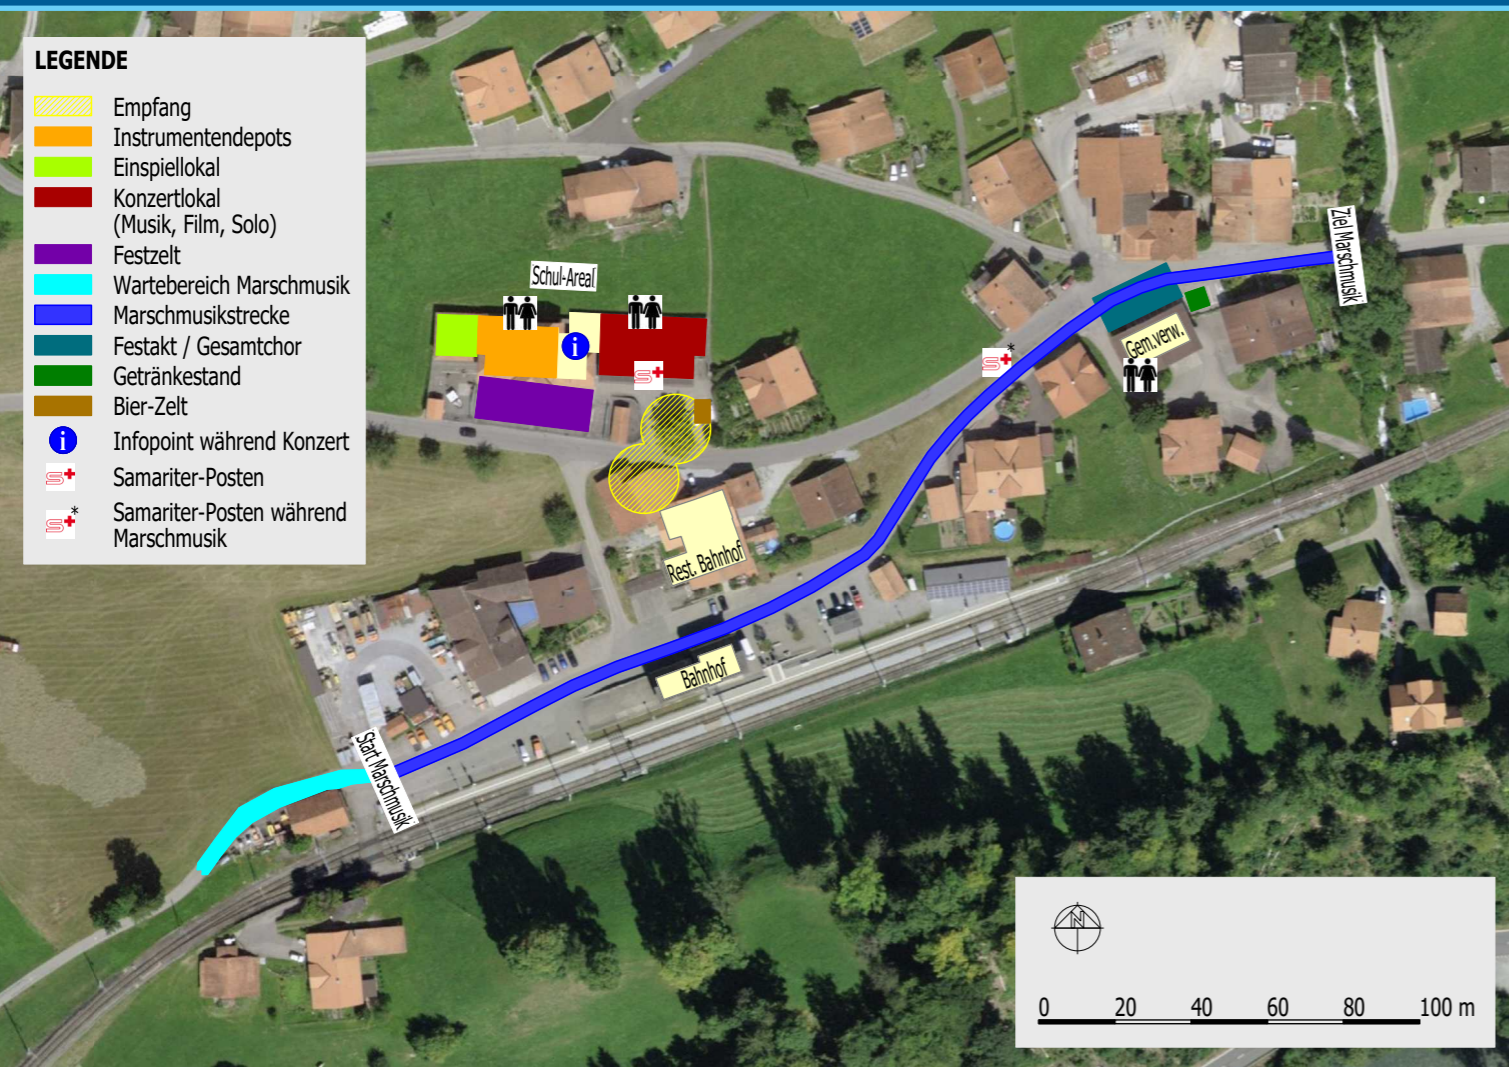 LEGENDE
Empfang
Instrumentendepots
Einspiellokal
Konzertlokal
(Musik, Film, Solo)
Festzelt
Wartebereich Marschmusik
Marschmusikstrecke
Festakt / Gesamtchor
Getränkestand
Bier-Zelt
i Infopoint während Konzert
s+ Samariter-Posten
s+* Samariter-Posten während
Marschmusik
Schul-Areal
i
s+
s+*
Ziel Marschmusik
Gem.verw.
Rest. Bahnhof
Bahnhof
Start Marschmusik
N
0 20 40 60 80 100 m